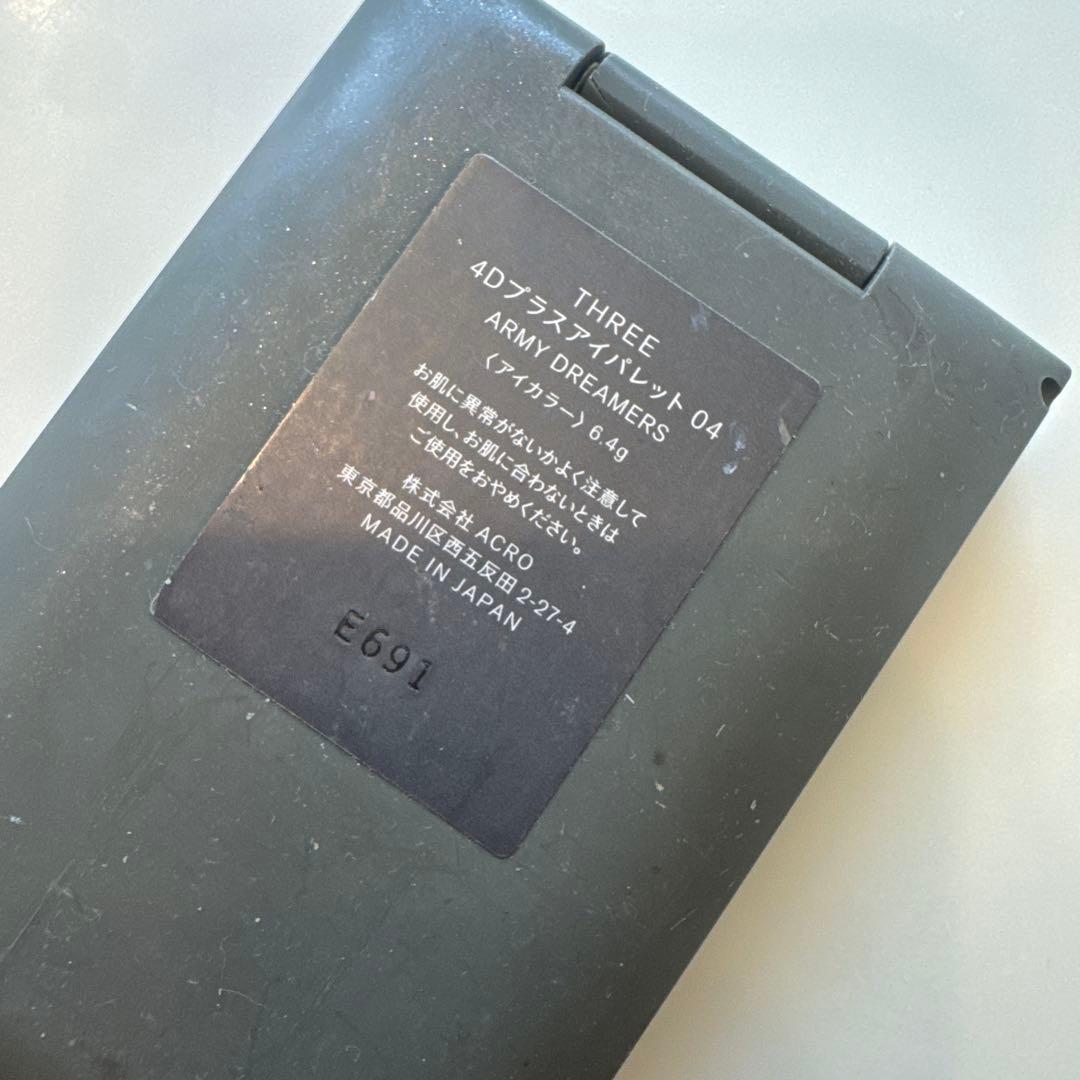 THREE
4Dプラスアイパレット 04
ARMY DREAMERS
〈アイカラー〉6.4g
お肌に異常がないかよく注意して
使用し、お肌に合わないときは
ご使用をおやめください。
株式会社 ACRO
東京都品川区西五反田2-27-4
MADE IN JAPAN
E691